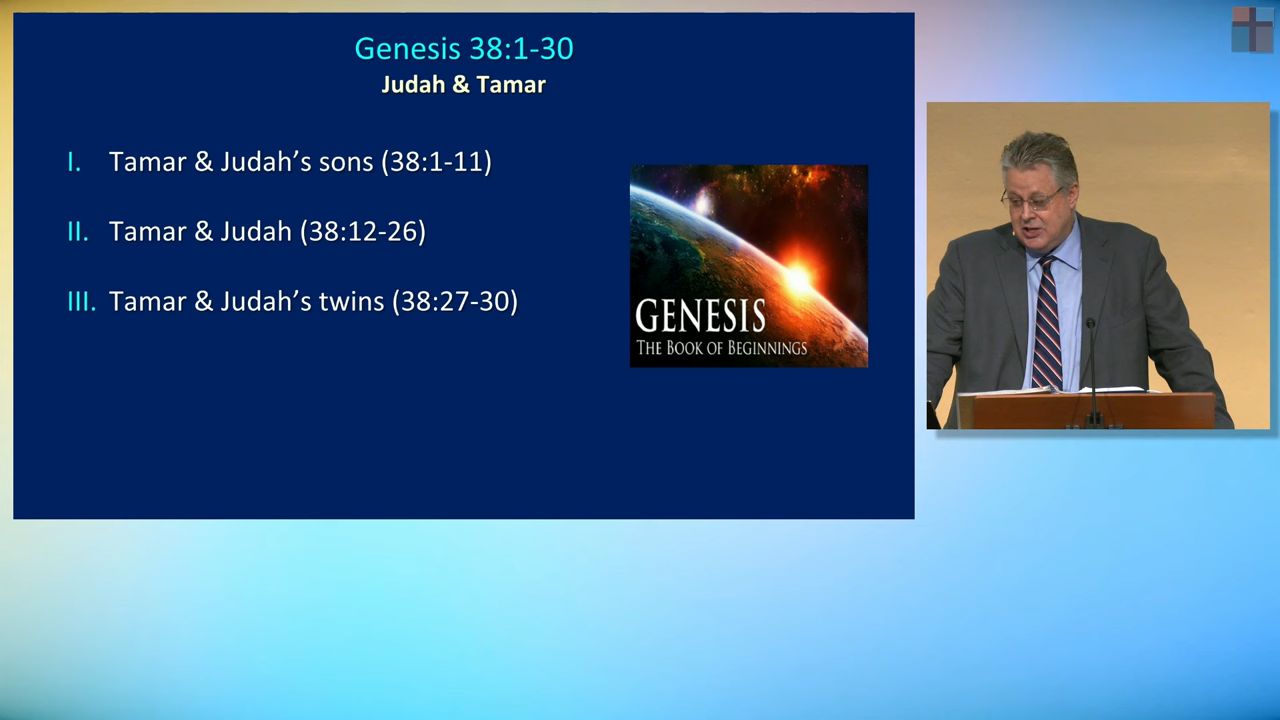 Genesis 38:1-30
Judah & Tamar
I. Tamar & Judah’s sons (38:1-11)
II. Tamar & Judah (38:12-26)
III. Tamar & Judah’s twins (38:27-30)
GENESIS
THE BOOK OF BEGINNINGS